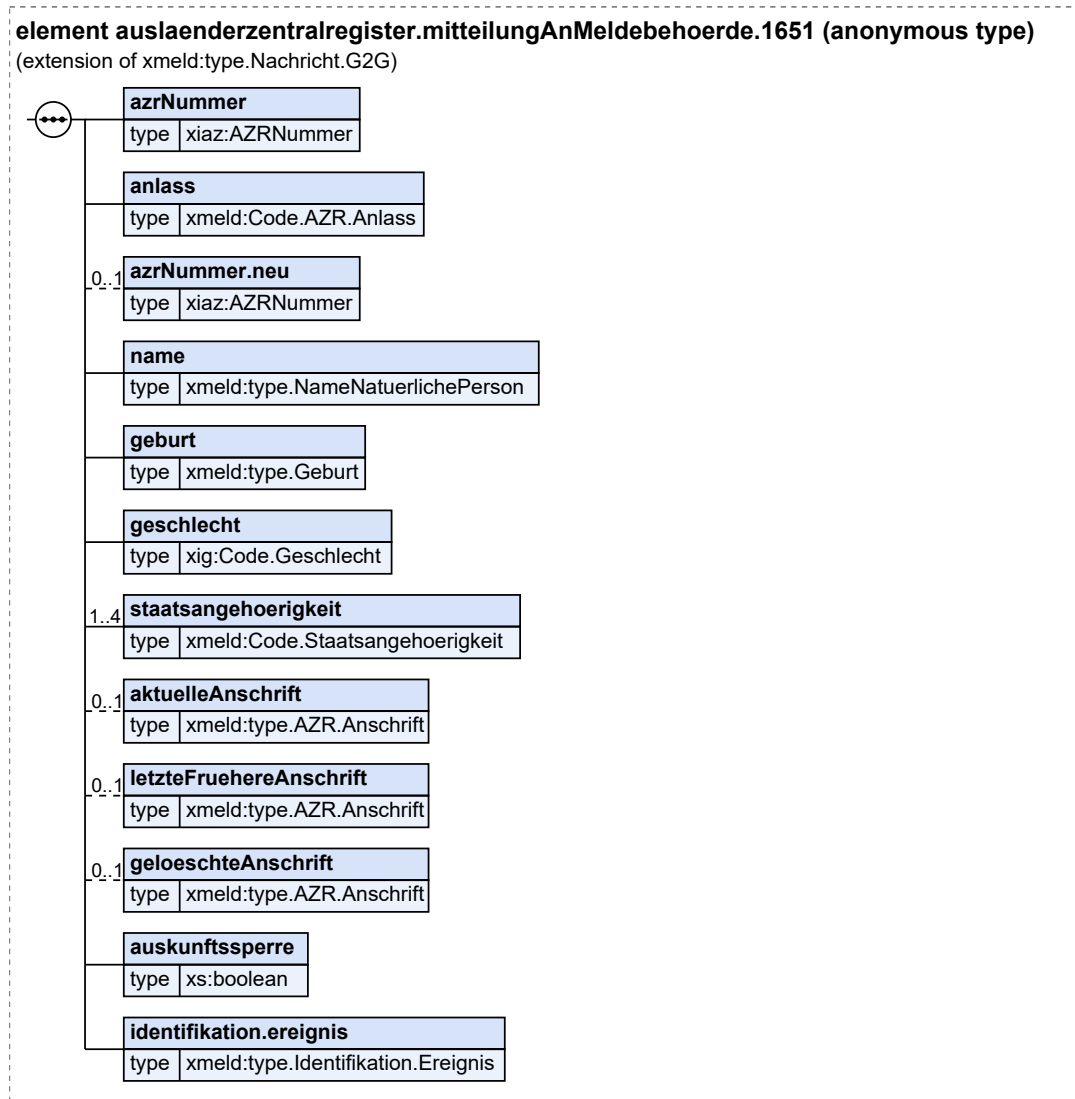 element auslaenderzentralregister.mitteilungAnMeldebehoerde.1651 (anonymous type)
(extension of xmeld:type.Nachricht.G2G)
azrNummer
type xiaz:AZRNummer
anlass
type xmeld:Code.AZR.Anlass
0..1 azrNummer.neu
type xiaz:AZRNummer
name
type xmeld:type.NameNatuerlichePerson
geburt
type xmeld:type.Geburt
geschlecht
type xig:Code.Geschlecht
1..4 staatsangehoerigkeit
type xmeld:Code.Staatsangehoerigkeit
0..1 aktuelleAnschrift
type xmeld:type.AZR.Anschrift
0..1 letzteFruehereAnschrift
type xmeld:type.AZR.Anschrift
0..1 geloeschteAnschrift
type xmeld:type.AZR.Anschrift
auskunftssperre
type xs:boolean
identifikation.ereignis
type xmeld:type.Identifikation.Ereignis